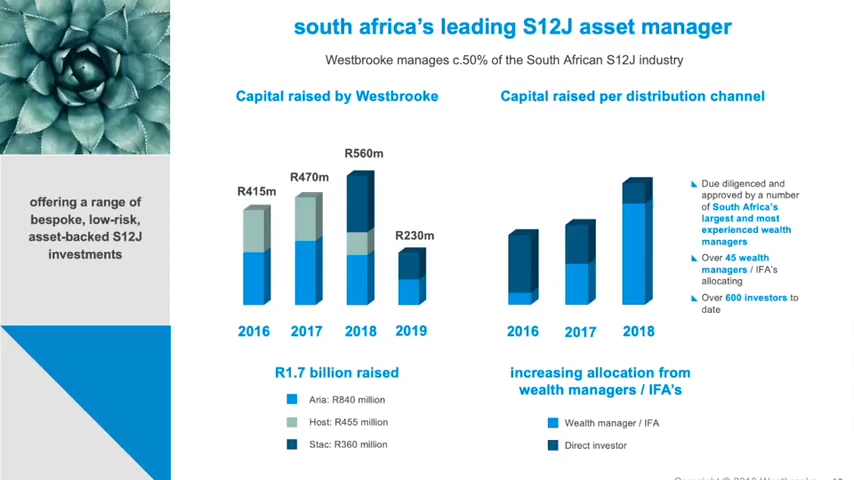 south africa's leading S12J asset manager
Westbrooke manages c.50% of the South African S12J industry
offering a range of
bespoke, low-risk,
asset-backed S12J
investments
Capital raised by Westbrooke
R415m
R470m
R560m
R230m
2016
2017
2018
2019
R1.7 billion raised
Aria: R840 million
Host: R455 million
Stac: R360 million
Capital raised per distribution channel
2016
2017
2018
increasing allocation from
wealth managers / IFA's
Wealth manager / IFA
Direct investor
Due diligenced and
approved by a number
of South Africa's
largest and most
experienced wealth
managers
Over 45 wealth
managers / IFA's
allocating
Over 600 investors to
date
Copyright ©